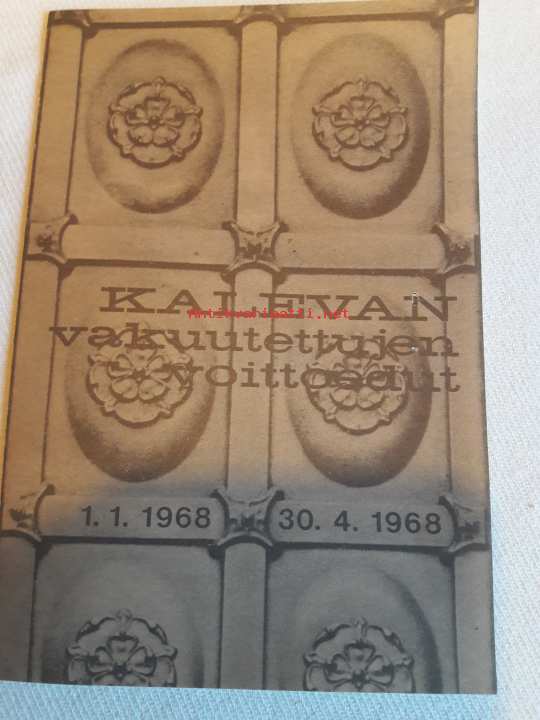 KALEVAN
Antikvariaatti.net
vakuutettujen
voittoedut
1.1.1968 30.4.1968